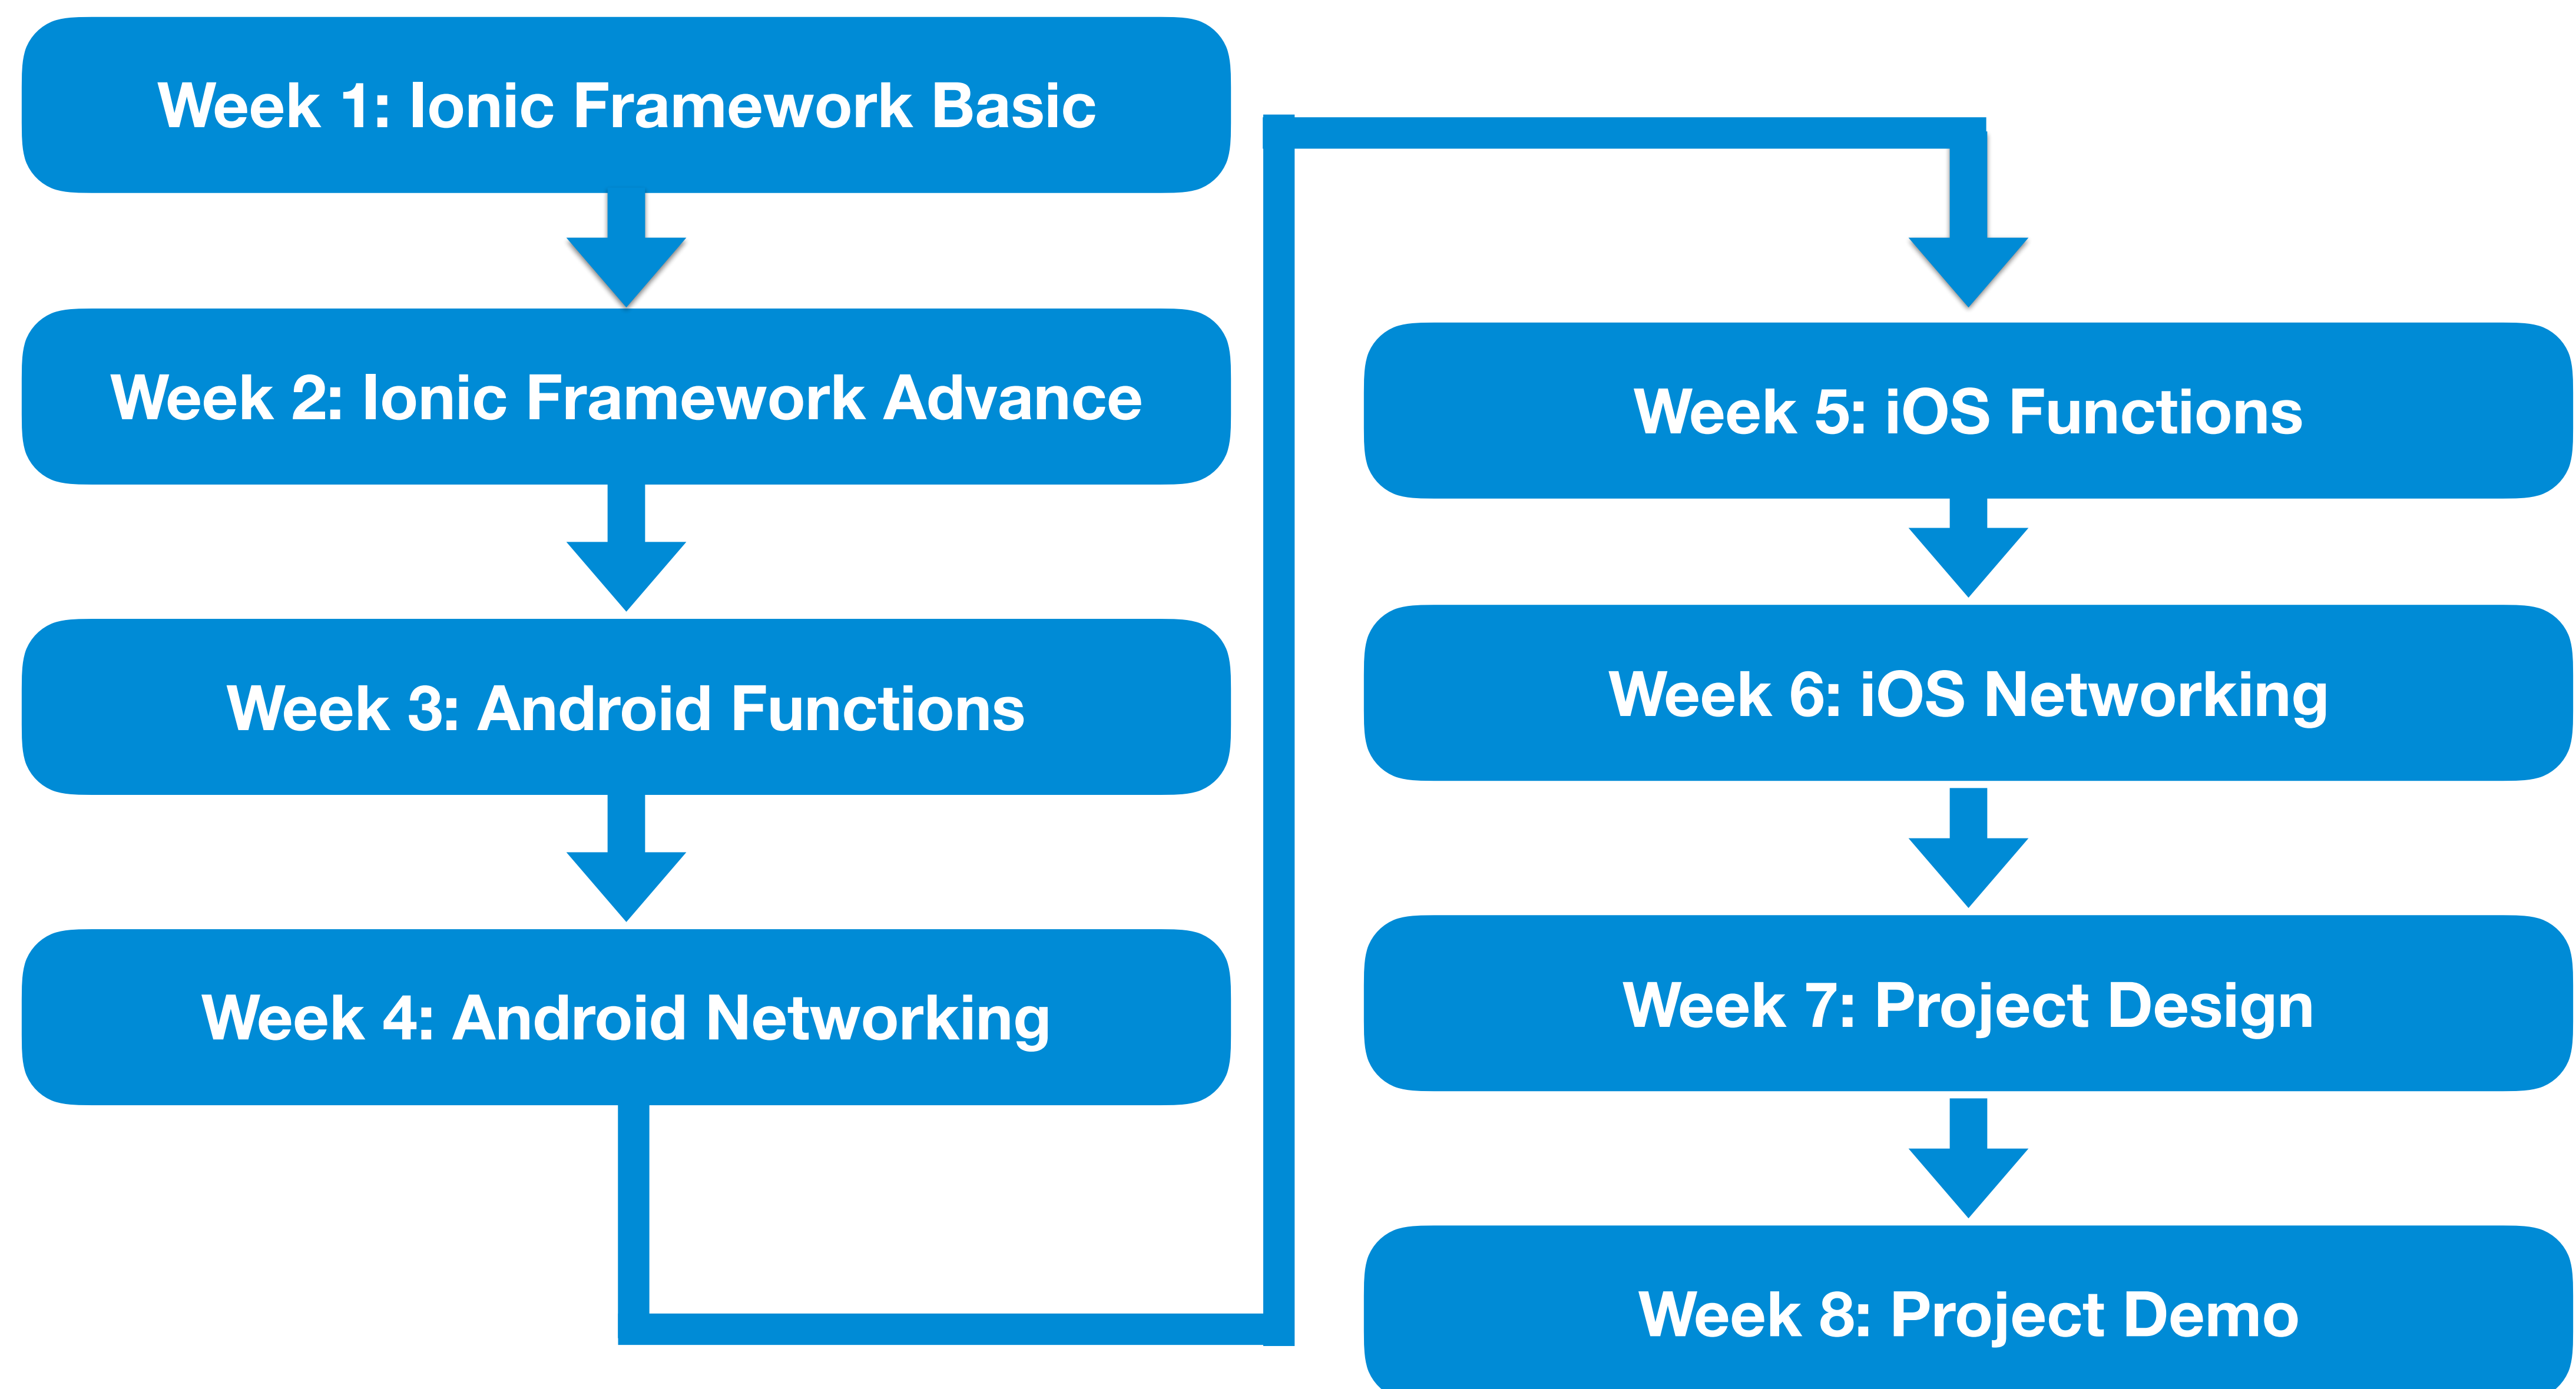 Week 1: Ionic Framework Basic
Week 2: Ionic Framework Advance
Week 3: Android Functions
Week 4: Android Networking
Week 5: iOS Functions
Week 6: iOS Networking
Week 7: Project Design
Week 8: Project Demo